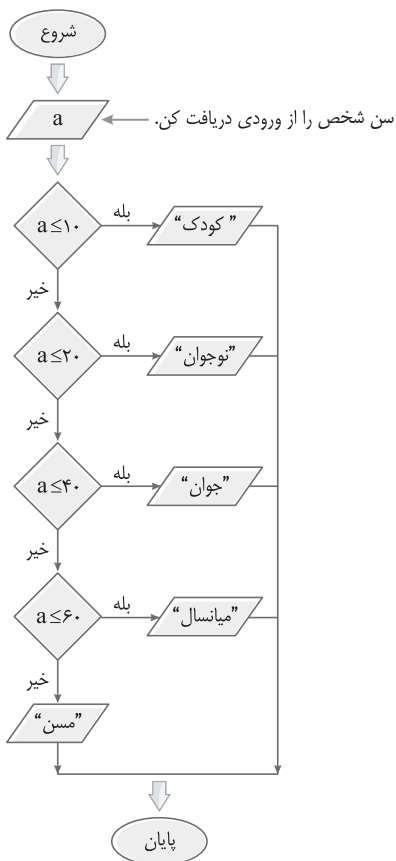 شروع
a
سن شخص را از ورودی دریافت کن.
a≤۱۰
بله
“کودک”
خیر
a≤۲۰
بله
“نوجوان”
خیر
a≤۴۰
بله
“جوان”
خیر
a≤۶۰
بله
“میانسال”
خیر
“مسن”
پایان